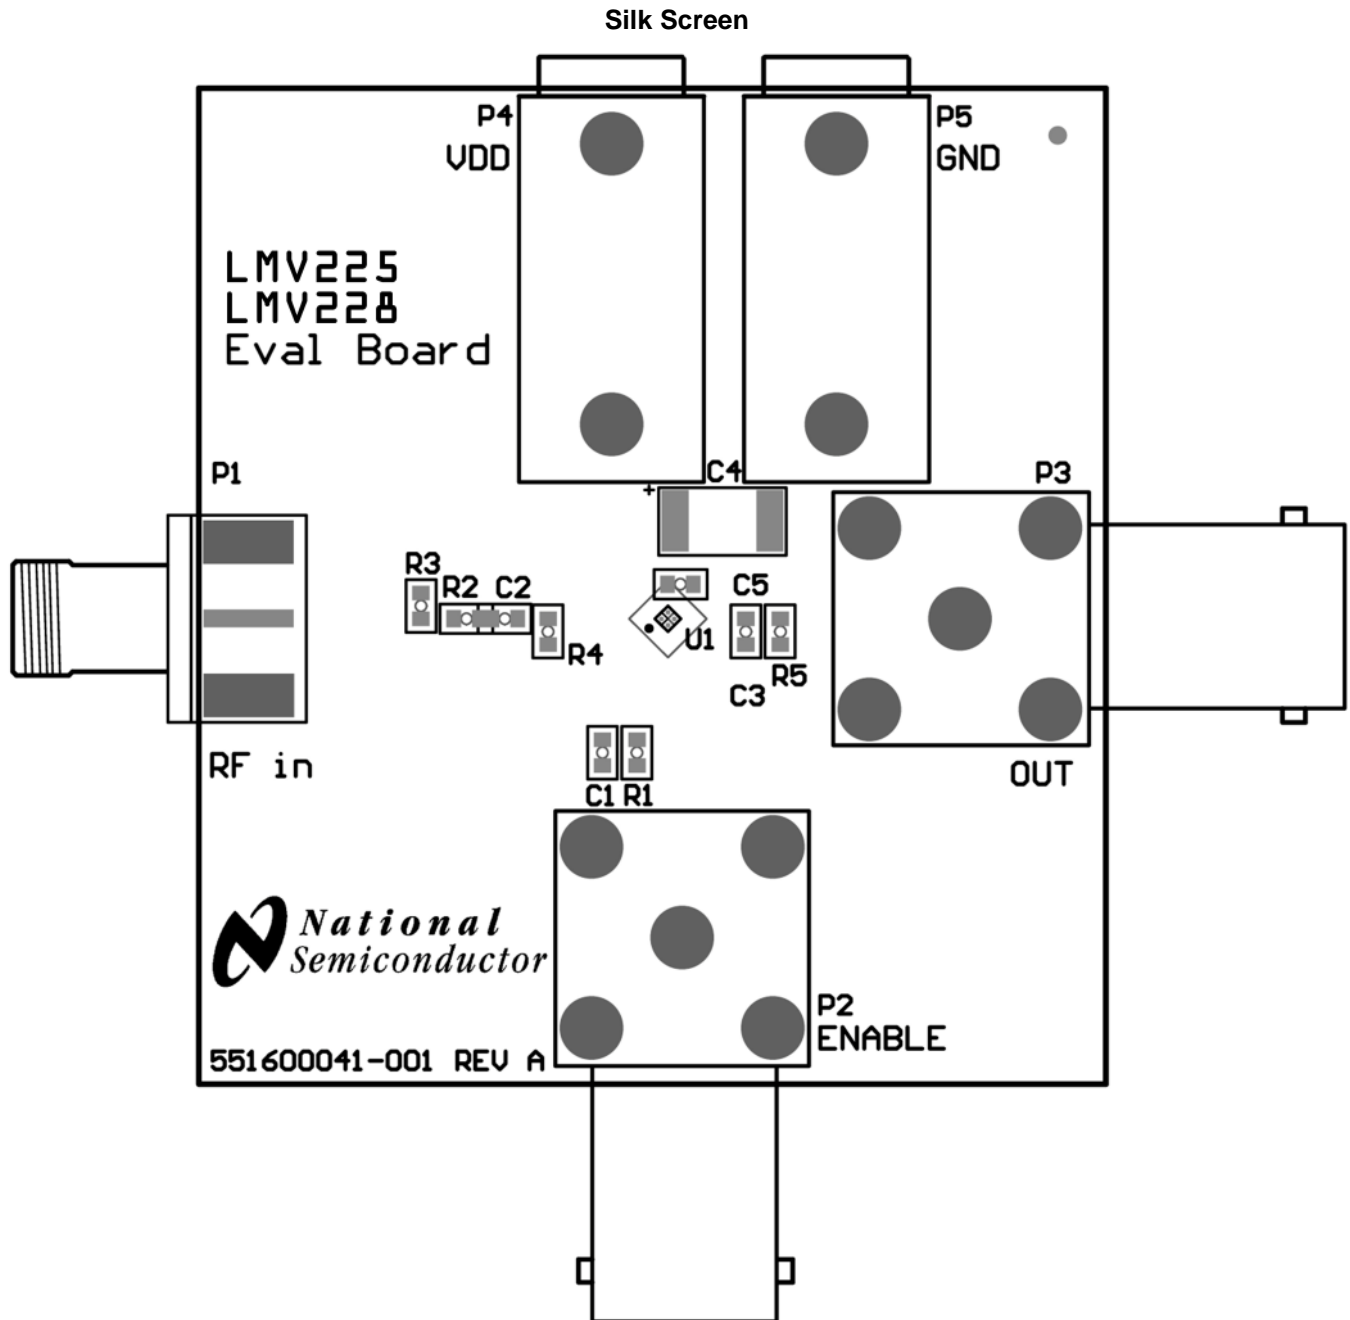 Silk Screen
P4
VDD
P5
GND
LMV225
LMV228
Eval Board
P1
C4
+
P3
R3
R2
C2
C5
R4
U1
C3
R5
RF in
OUT
C1
R1
National
Semiconductor
P2
ENABLE
551600041-001 REV A